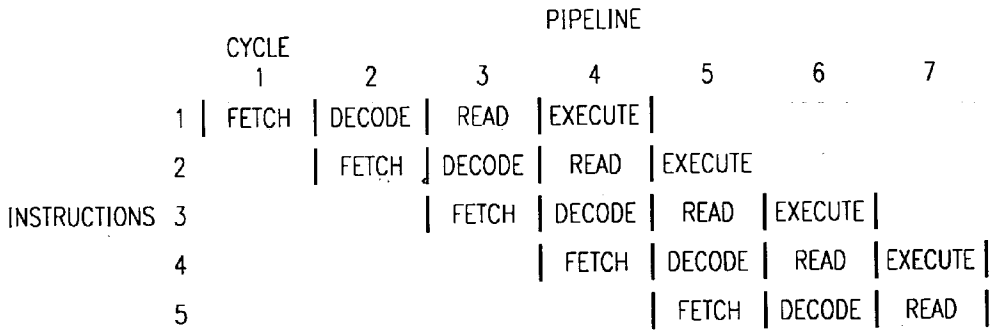 PIPELINE
CYCLE
1 2 3 4 5 6 7
1 FETCH DECODE READ EXECUTE
2 FETCH DECODE READ EXECUTE
INSTRUCTIONS 3 FETCH DECODE READ EXECUTE
4 FETCH DECODE READ EXECUTE
5 FETCH DECODE READ